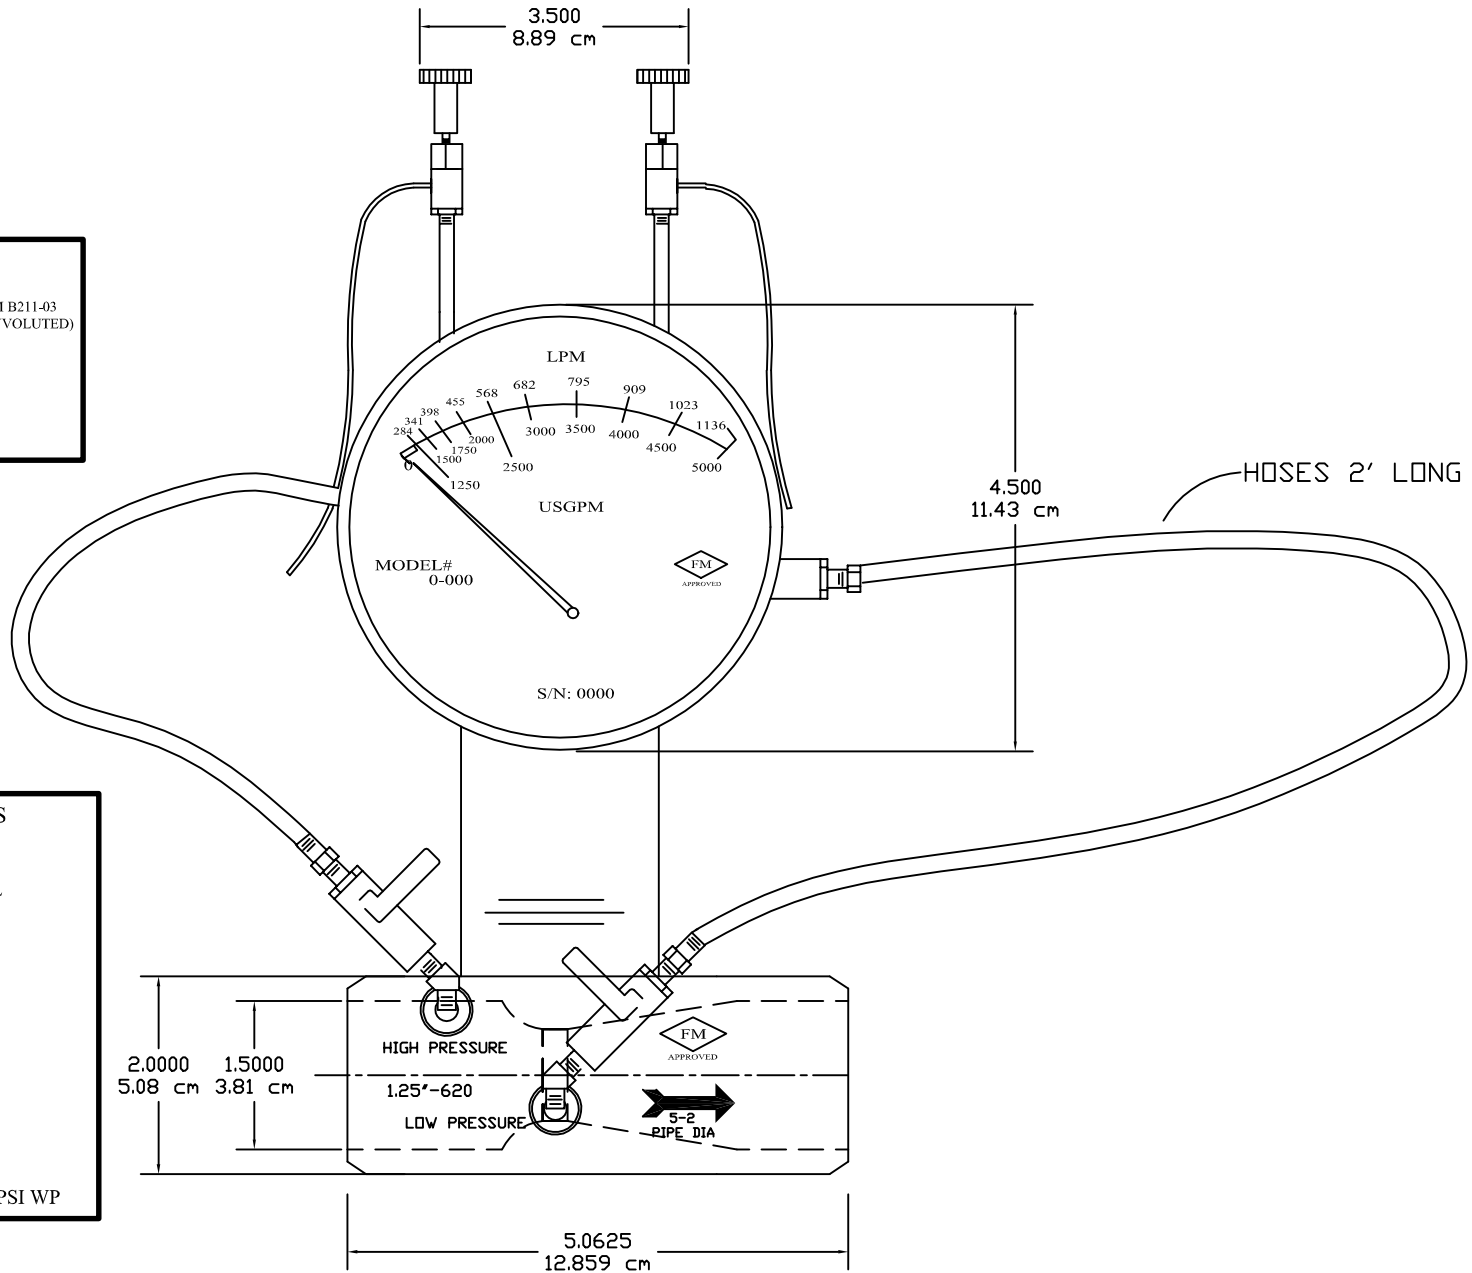 3.500
8.89 cm
B211-03
LPM
284
341
398
455
568
682
795
909
1023
1136
0
1250
1500
1750
2000
2500
3000
3500
4000
4500
5000
USGPM
MODEL#
0-000
FM
APPROVED
S/N: 0000
4.500
11.43 cm
HOSES 2' LONG
PSI WP
HIGH PRESSURE
2.0000
5.08 cm
1.5000
3.81 cm
1.25"-620
LOW PRESSURE
FM
APPROVED
5-2
PIPE DIA
5.0625
12.859 cm